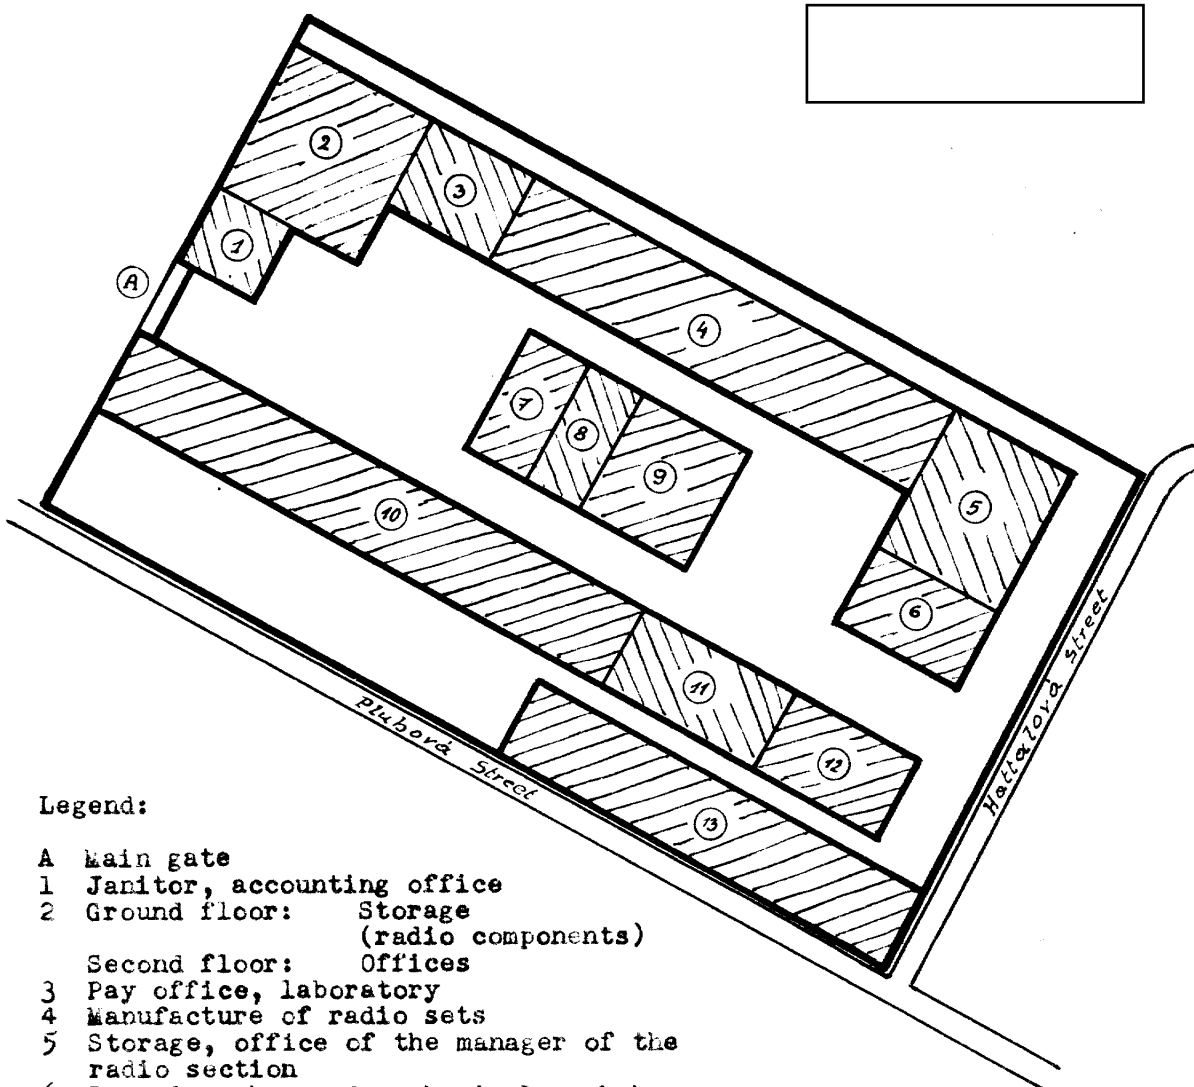 2
3
1
A
4
7
8
9
5
10
6
11
12
13
Plubová Street
Hattalová Street
Legend:
A Main gate
1 Janitor, accounting office
2 Ground floor: Storage
(radio components)
Second floor: Offices
3 Pay office, laboratory
4 Manufacture of radio sets
5 Storage, office of the manager of the
radio section